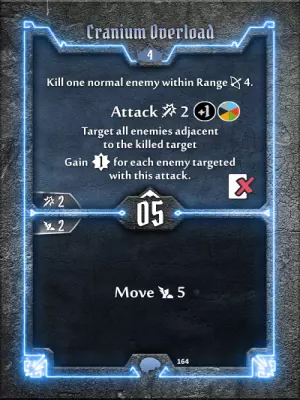 Cranium Overload
4
Kill one normal enemy within Range 4.
Attack 2 +1
Target all enemies adjacent
to the killed target
Gain 1 for each enemy targeted
with this attack.
2
05
2
Move 5
164